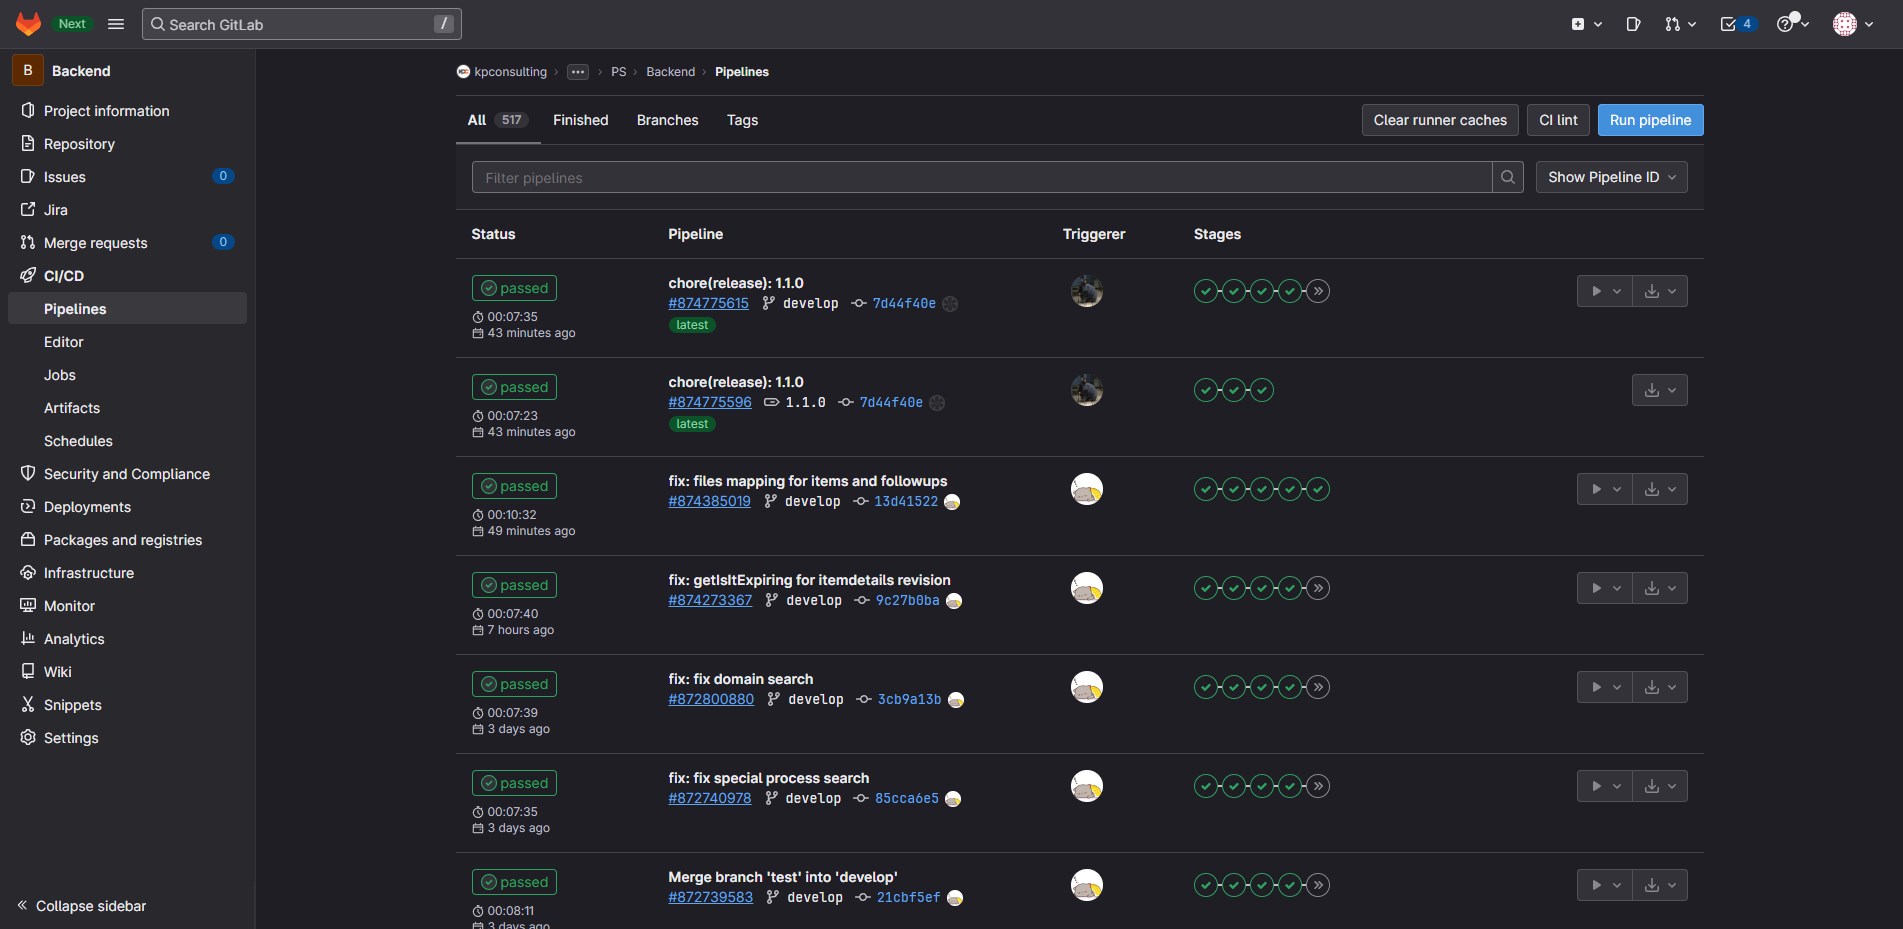 Next
Search GitLab /
4
B Backend
Project information
Repository
Issues 0
Jira
Merge requests 0
CI/CD
Pipelines
Editor
Jobs
Artifacts
Schedules
Security and Compliance
Deployments
Packages and registries
Infrastructure
Monitor
Analytics
Wiki
Snippets
Settings
Collapse sidebar
kpconsulting › ... › PS › Backend › Pipelines
All 517 Finished Branches Tags
Clear runner caches CI lint Run pipeline
Filter pipelines
Show Pipeline ID
Status Pipeline Triggerer Stages
passed
00:07:35
43 minutes ago
chore(release): 1.1.0
#874775615 develop 7d44f40e
latest
passed
00:07:23
43 minutes ago
chore(release): 1.1.0
#874775596 1.1.0 7d44f40e
latest
passed
00:10:32
49 minutes ago
fix: files mapping for items and followups
#874385019 develop 13d41522
passed
00:07:40
7 hours ago
fix: getIsItExpiring for itemdetails revision
#874273367 develop 9c27b0ba
passed
00:07:39
3 days ago
fix: fix domain search
#872800880 develop 3cb9a13b
passed
00:07:35
3 days ago
fix: fix special process search
#872740978 develop 85cca6e5
passed
00:08:11
3 days ago
Merge branch 'test' into 'develop'
#872739583 develop 21cbf5ef